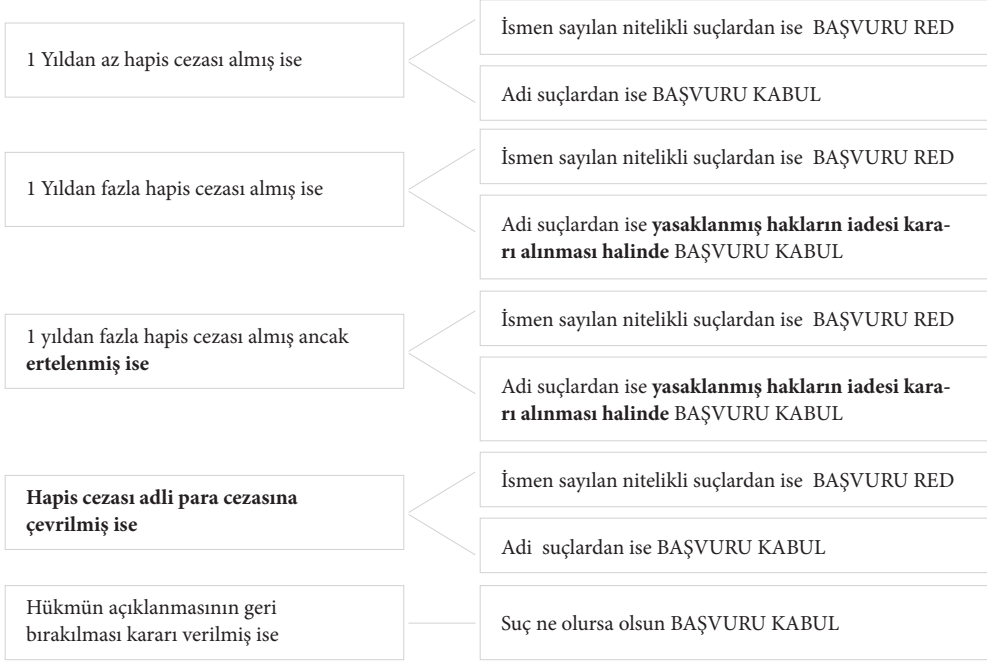 1 Yıldan az hapis cezası almış ise
İsmen sayılan nitelikli suçlardan ise BAŞVURU RED
Adi suçlardan ise BAŞVURU KABUL
1 Yıldan fazla hapis cezası almış ise
İsmen sayılan nitelikli suçlardan ise BAŞVURU RED
Adi suçlardan ise yasaklanmış hakların iadesi kara-
rı alınması halinde BAŞVURU KABUL
1 yıldan fazla hapis cezası almış ancak
ertelenmiş ise
İsmen sayılan nitelikli suçlardan ise BAŞVURU RED
Adi suçlardan ise yasaklanmış hakların iadesi kara-
rı alınması halinde BAŞVURU KABUL
Hapis cezası adli para cezasına
çevrilmiş ise
İsmen sayılan nitelikli suçlardan ise BAŞVURU RED
Adi suçlardan ise BAŞVURU KABUL
Hükmün açıklanmasının geri
bırakılması kararı verilmiş ise
Suç ne olursa olsun BAŞVURU KABUL